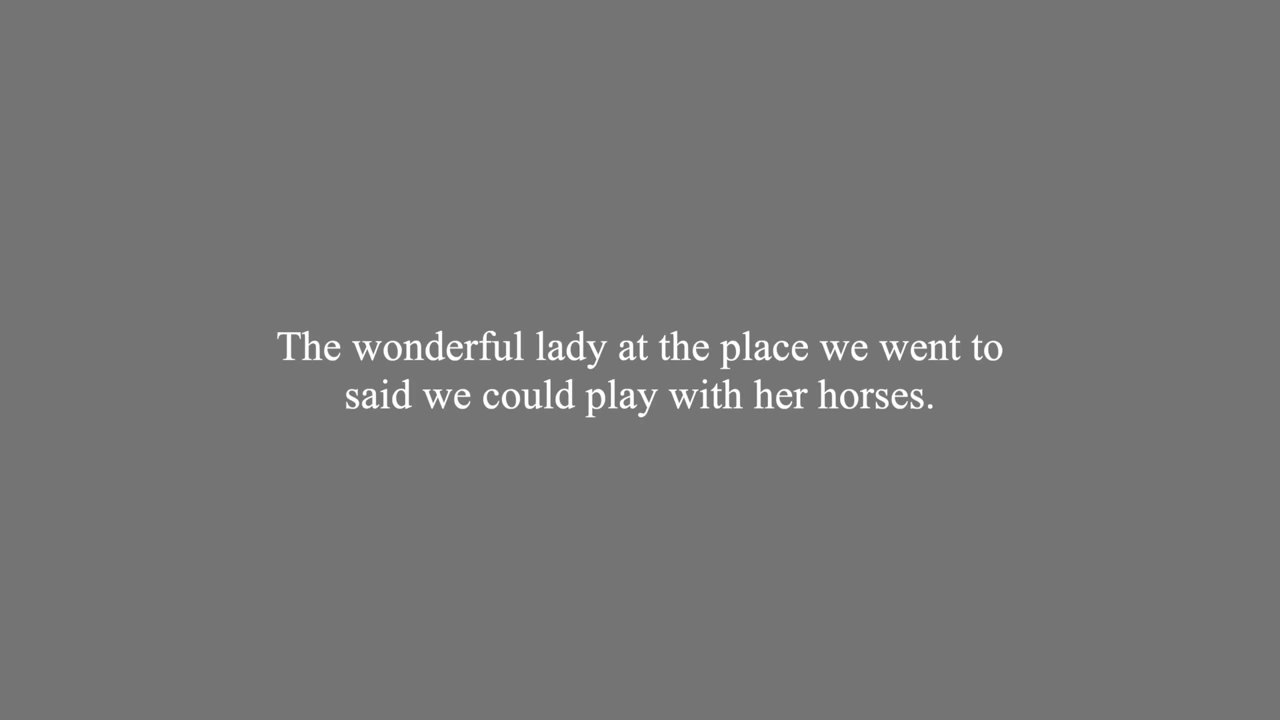 The wonderful lady at the place we went to
said we could play with her horses.